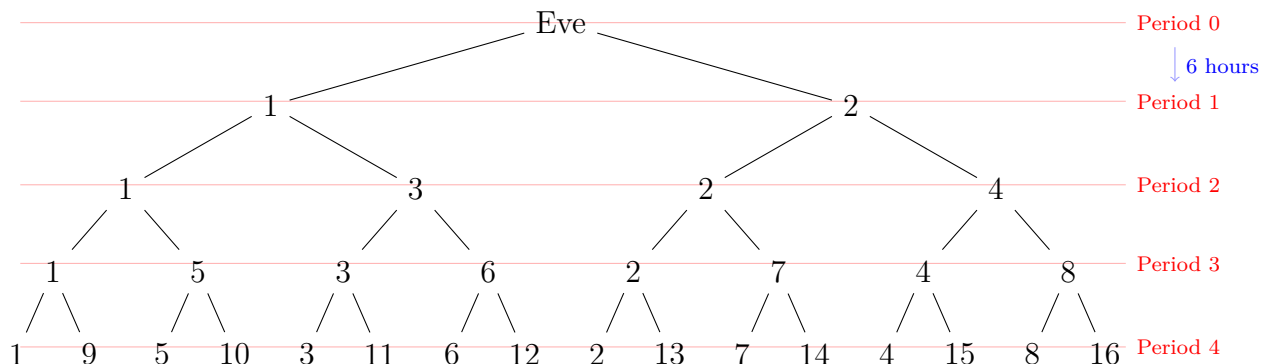 Eve Period 0
6 hours
1 2 Period 1
1 3 2 4 Period 2
1 5 3 6 2 7 4 8 Period 3
1 9 5 10 3 11 6 12 2 13 7 14 4 15 8 16 Period 4